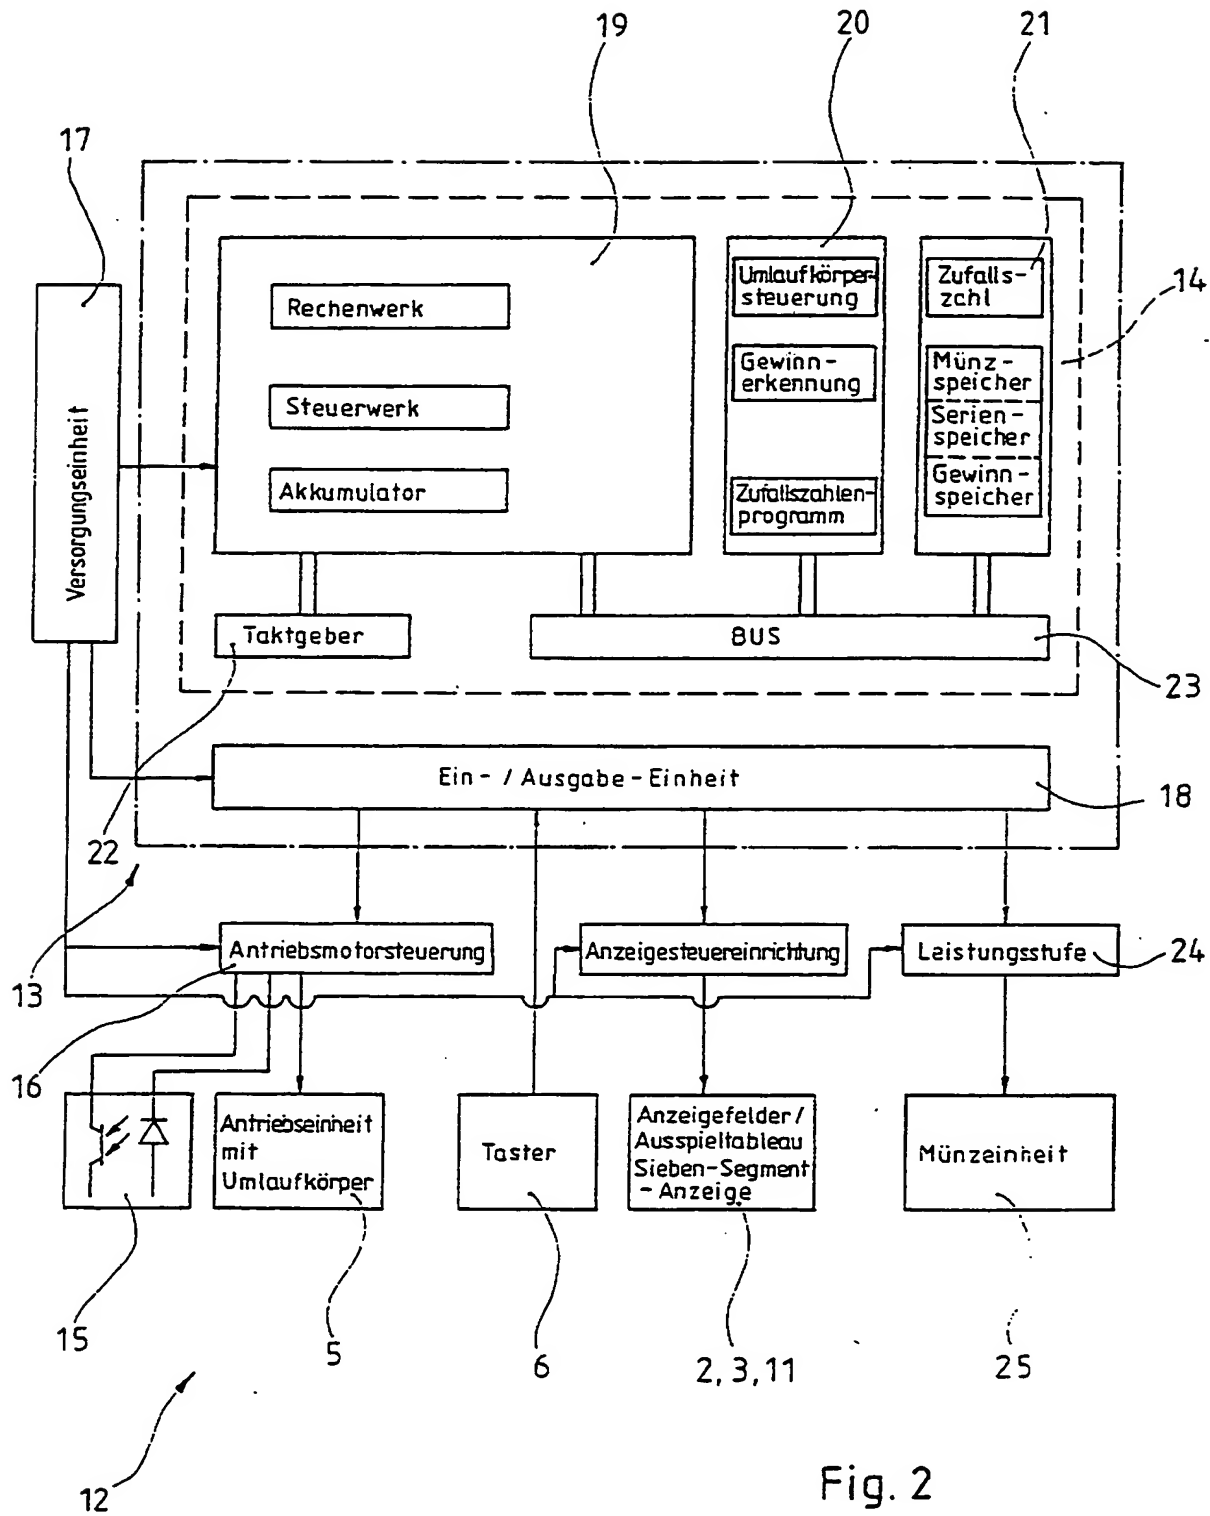 19
20
21
17
14
Rechenwerk
Steuerwerk
Akkumulator
Umlaufkörper-
steuerung
Gewinn-
erkennung
Zufallszahlen-
programm
Zufalls-
zahl
Münz-
speicher
Serien-
speicher
Gewinn-
speicher
Versorgungseinheit
Taktgeber
BUS
23
Ein- / Ausgabe-Einheit
18
22
13
Antriebsmotorsteuerung
Anzeigesteuereinrichtung
Leistungsstufe
24
16
Antriebseinheit
mit
Umlaufkörper
Taster
Anzeigefelder/
Ausspieltableau
Sieben-Segment
-Anzeige
Münzeinheit
15
5
6
2, 3, 11
25
12
Fig. 2